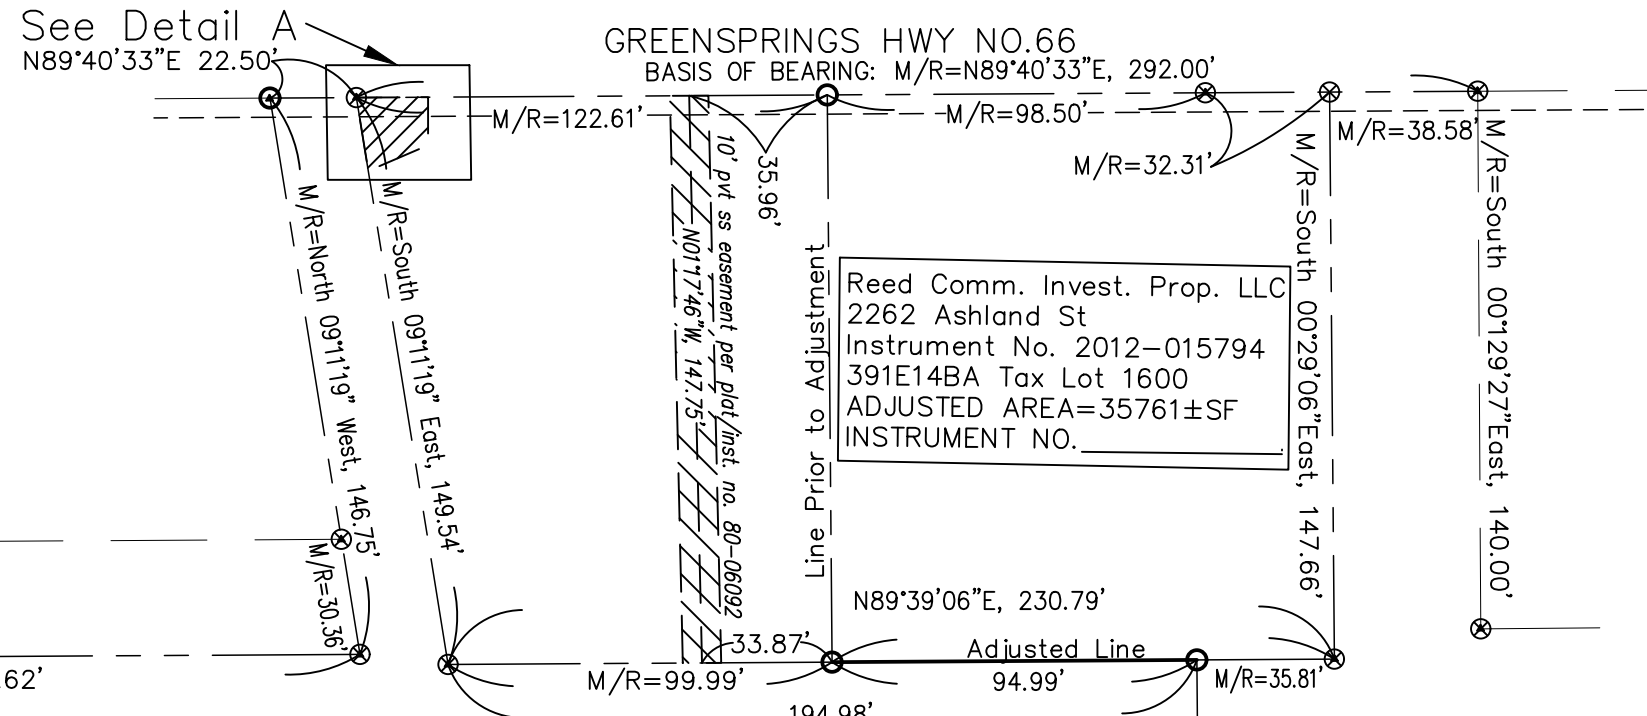 See Detail A
N89°40'33"E 22.50'
GREENSPRINGS HWY NO.66
BASIS OF BEARING: M/R=N89°40'33"E, 292.00'
M/R=122.61'
M/R=98.50'
M/R=38.58'
M/R=32.31'
35.96'
M/R=North 09°11'19" West, 146.75'
M/R=South 09°11'19" East, 149.54'
N01°17'46"W, 147.75'
10' pvt ss easement per plat/inst. no. 80-06092
Line Prior to Adjustment
Reed Comm. Invest. Prop. LLC
2262 Ashland St
Instrument No. 2012-015794
391E14BA Tax Lot 1600
ADJUSTED AREA=35761±SF
INSTRUMENT NO.
M/R=South 00°29'06"East, 147.66'
M/R=South 00°29'27"East, 140.00'
M/R=30.36'
N89°39'06"E, 230.79'
33.87'
Adjusted Line
.62'
M/R=99.99'
94.99'
M/R=35.81'
194.98'